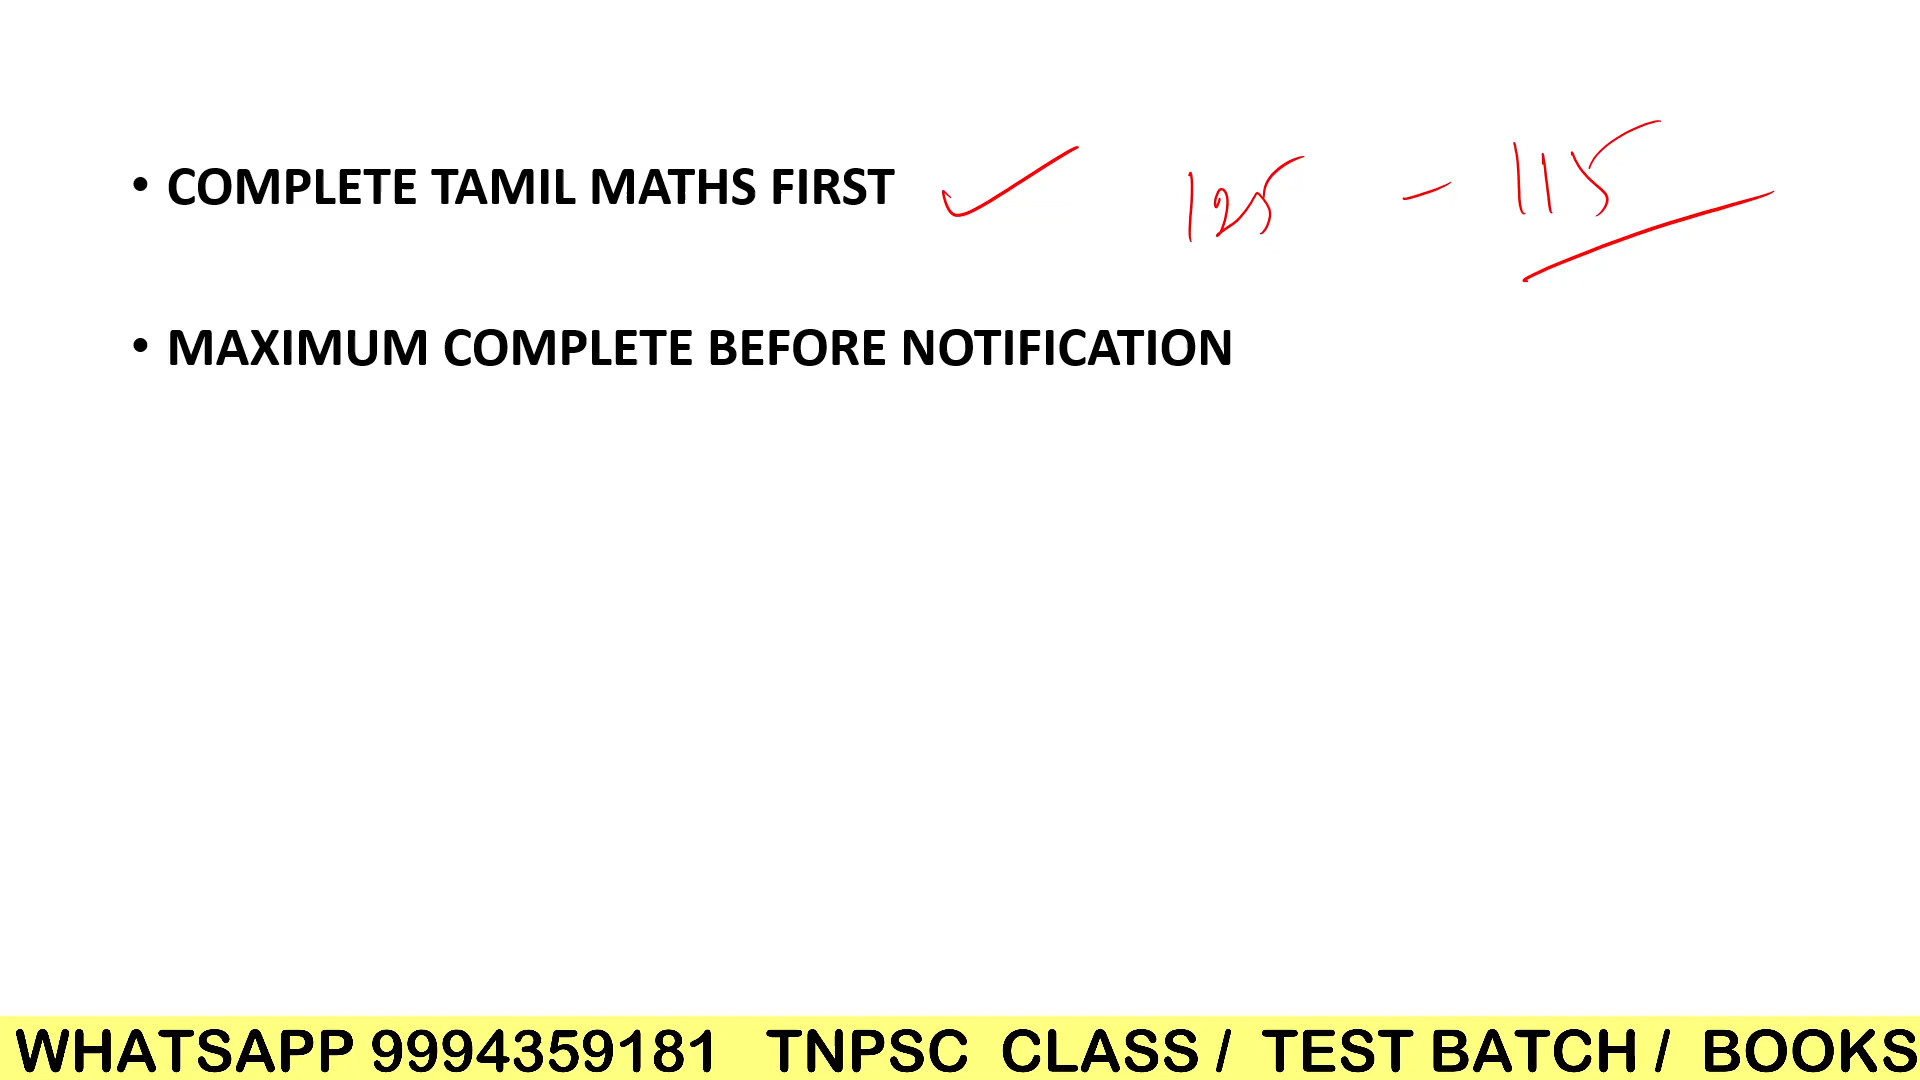 • COMPLETE TAMIL MATHS FIRST 125 - 115
• MAXIMUM COMPLETE BEFORE NOTIFICATION
WHATSAPP 9994359181 TNPSC CLASS / TEST BATCH / BOOKS